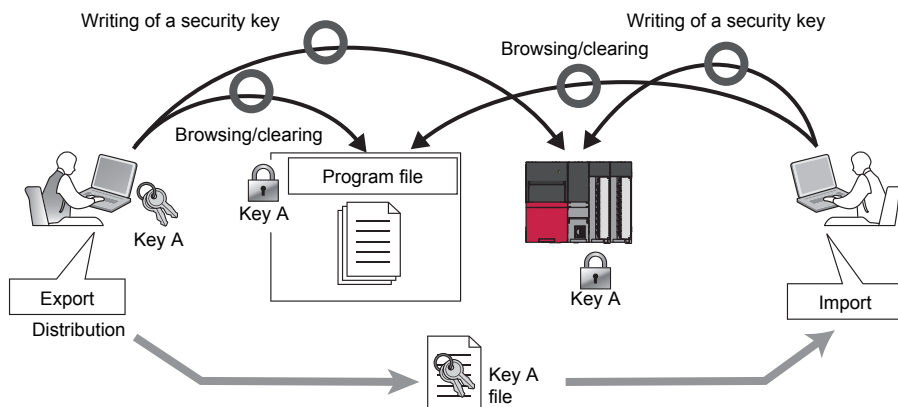 Writing of a security key
Writing of a security key
Browsing/clearing
Browsing/clearing
Program file
Key A
Key A
Key A
Export
Import
Distribution
Key A
file